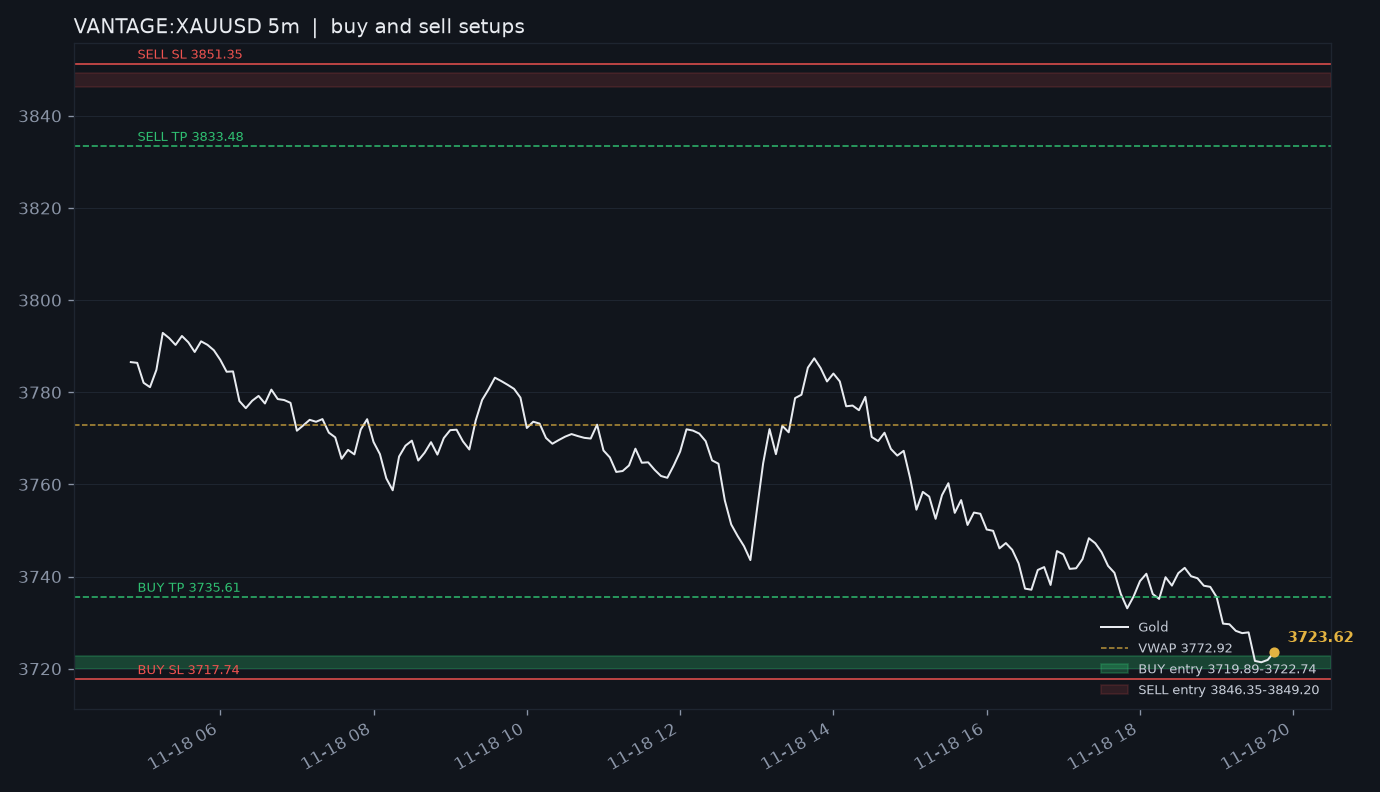 VANTAGE:XAUUSD 5m | buy and sell setups
SELL SL 3851.35
3840
SELL TP 3833.48
3820
3800
3780
3760
3740
BUY TP 3735.61
3723.62
Gold
VWAP 3772.92
BUY entry 3719.89-3722.74
SELL entry 3846.35-3849.20
3720
BUY SL 3717.74
11-18 06
11-18 08
11-18 10
11-18 12
11-18 14
11-18 16
11-18 18
11-18 20